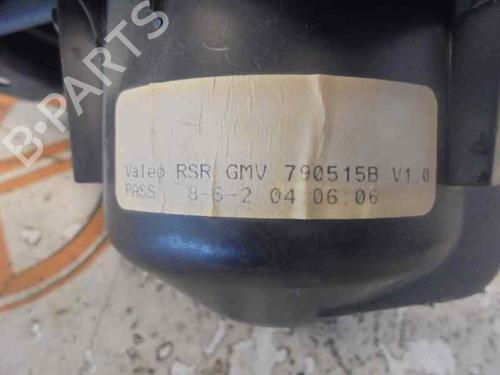 B-PARTS
Valeo RSR GMV 790515B V1.0
PASS 8-6-2 04:06:06